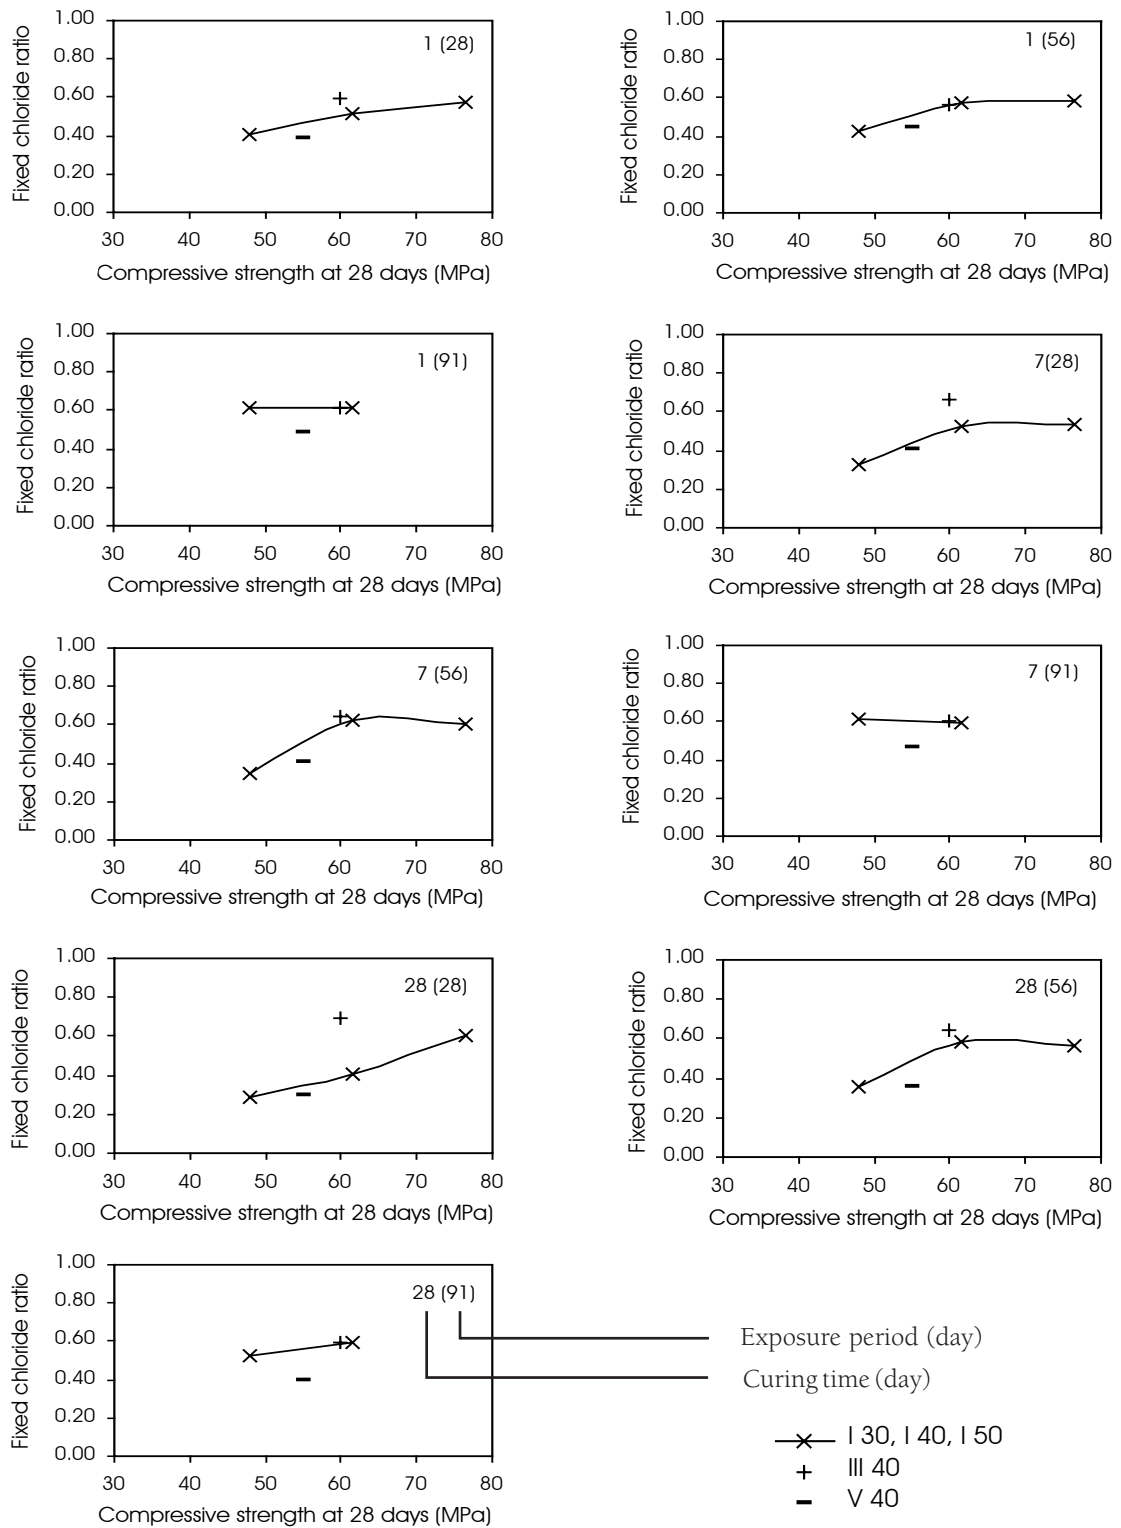 1.00
0.80
0.60
0.40
0.20
0.00
Fixed chloride ratio
1 (28)
30 40 50 60 70 80
Compressive strength at 28 days (MPa)
1.00
0.80
0.60
0.40
0.20
0.00
Fixed chloride ratio
1 (56)
30 40 50 60 70 80
Compressive strength at 28 days (MPa)
1.00
0.80
0.60
0.40
0.20
0.00
Fixed chloride ratio
1 (91)
30 40 50 60 70 80
Compressive strength at 28 days (MPa)
1.00
0.80
0.60
0.40
0.20
0.00
Fixed chloride ratio
7(28)
30 40 50 60 70 80
Compressive strength at 28 days (MPa)
1.00
0.80
0.60
0.40
0.20
0.00
Fixed chloride ratio
7 (56)
30 40 50 60 70 80
Compressive strength at 28 days (MPa)
1.00
0.80
0.60
0.40
0.20
0.00
Fixed chloride ratio
7 (91)
30 40 50 60 70 80
Compressive strength at 28 days (MPa)
1.00
0.80
0.60
0.40
0.20
0.00
Fixed chloride ratio
28 (28)
30 40 50 60 70 80
Compressive strength at 28 days (MPa)
1.00
0.80
0.60
0.40
0.20
0.00
Fixed chloride ratio
28 (56)
30 40 50 60 70 80
Compressive strength at 28 days (MPa)
1.00
0.80
0.60
0.40
0.20
0.00
Fixed chloride ratio
28 (91)
30 40 50 60 70 80
Compressive strength at 28 days (MPa)
Exposure period (day)
Curing time (day)
I 30, I 40, I 50
III 40
V 40